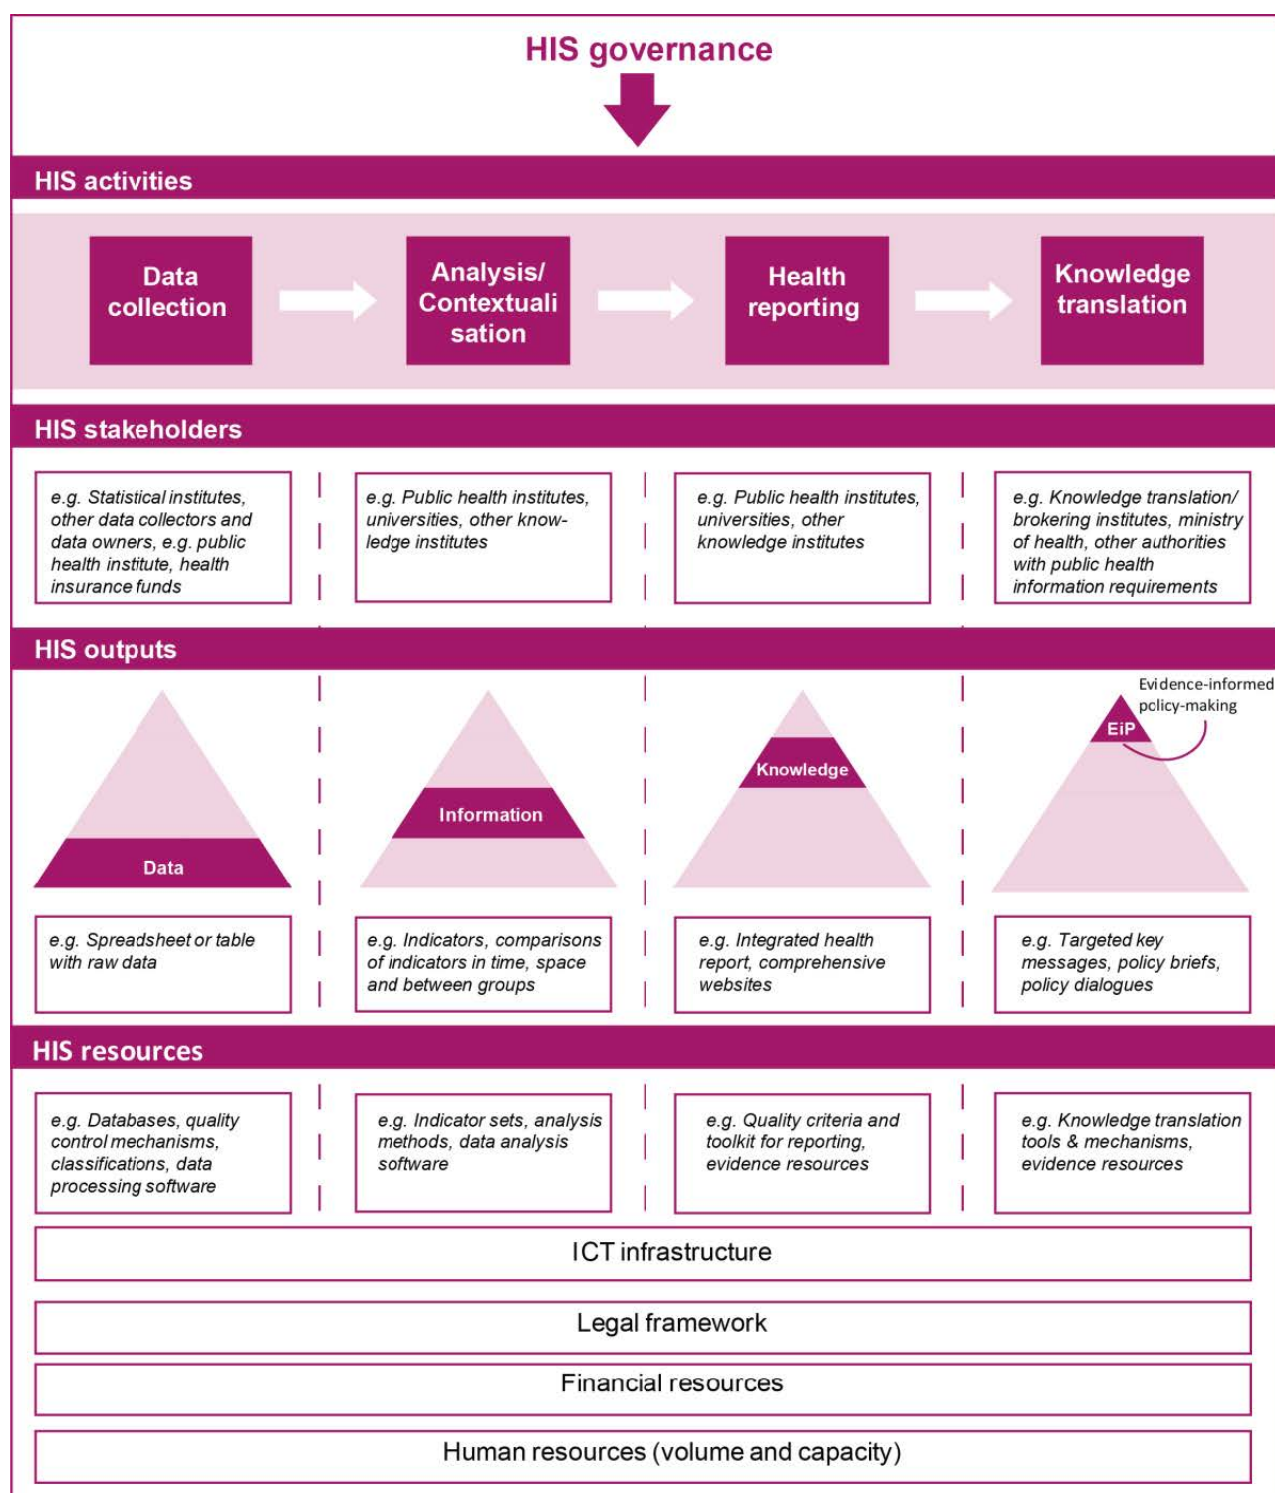 HIS governance
HIS activities
Data
collection
Analysis/
Contextuali
sation
Health
reporting
Knowledge
translation
HIS stakeholders
e.g. Statistical institutes,
other data collectors and
data owners, e.g. public
health institute, health
insurance funds
e.g. Public health institutes,
universities, other know-
ledge institutes
e.g. Public health institutes,
universities, other
knowledge institutes
e.g. Knowledge translation/
brokering institutes, ministry
of health, other authorities
with public health
information requirements
HIS outputs
Data
Information
Knowledge
EiP
Evidence-informed
policy-making
e.g. Spreadsheet or table
with raw data
e.g. Indicators, comparisons
of indicators in time, space
and between groups
e.g. Integrated health
report, comprehensive
websites
e.g. Targeted key
messages, policy briefs,
policy dialogues
HIS resources
e.g. Databases, quality
control mechanisms,
classifications, data
processing software
e.g. Indicator sets, analysis
methods, data analysis
software
e.g. Quality criteria and
toolkit for reporting,
evidence resources
e.g. Knowledge translation
tools & mechanisms,
evidence resources
ICT infrastructure
Legal framework
Financial resources
Human resources (volume and capacity)